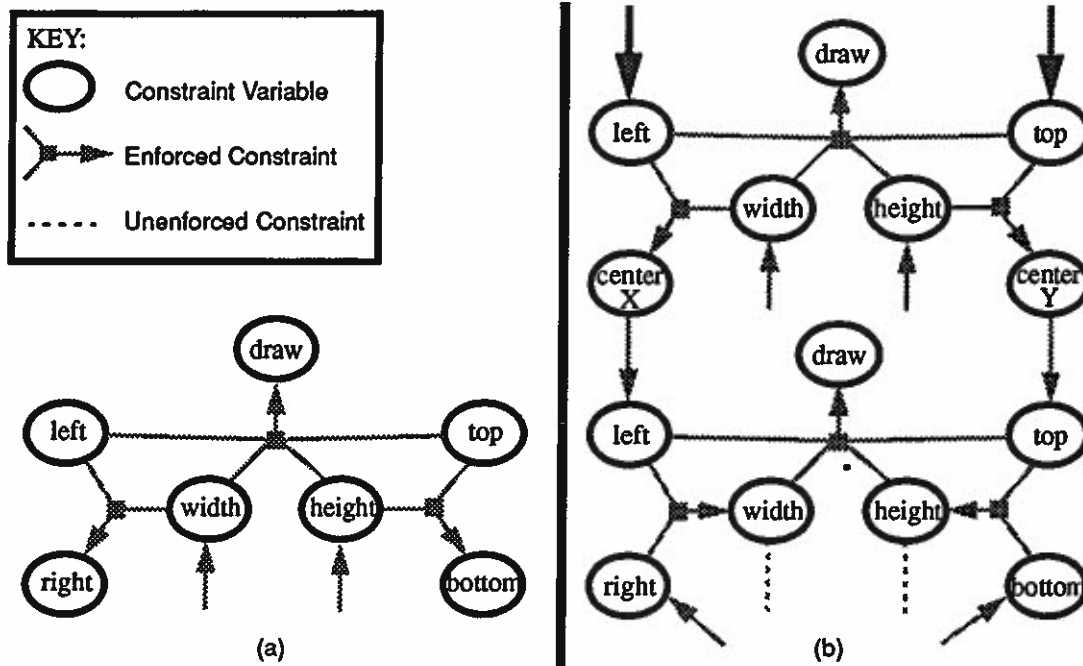 KEY:
Constraint Variable
Enforced Constraint
Unenforced Constraint
draw
left
top
width
height
right
bottom
(a)
draw
left
top
width
height
center
X
center
Y
draw
left
top
width
height
right
bottom
(b)